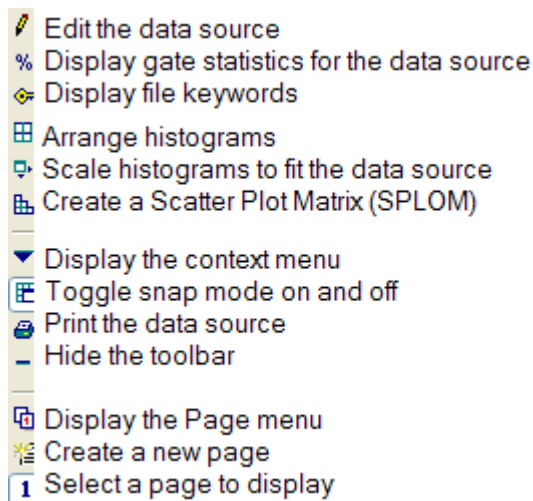 Edit the data source
% Display gate statistics for the data source
Display file keywords
Arrange histograms
Scale histograms to fit the data source
Create a Scatter Plot Matrix (SPLOM)
Display the context menu
Toggle snap mode on and off
Print the data source
Hide the toolbar
Display the Page menu
Create a new page
1 Select a page to display